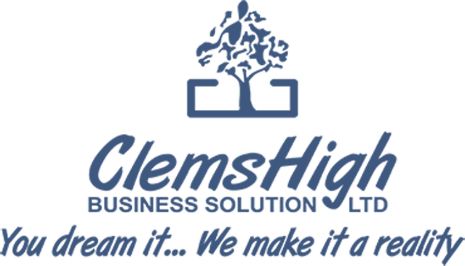 ClemsHigh
BUSINESS SOLUTION LTD
You dream it... We make it a reality